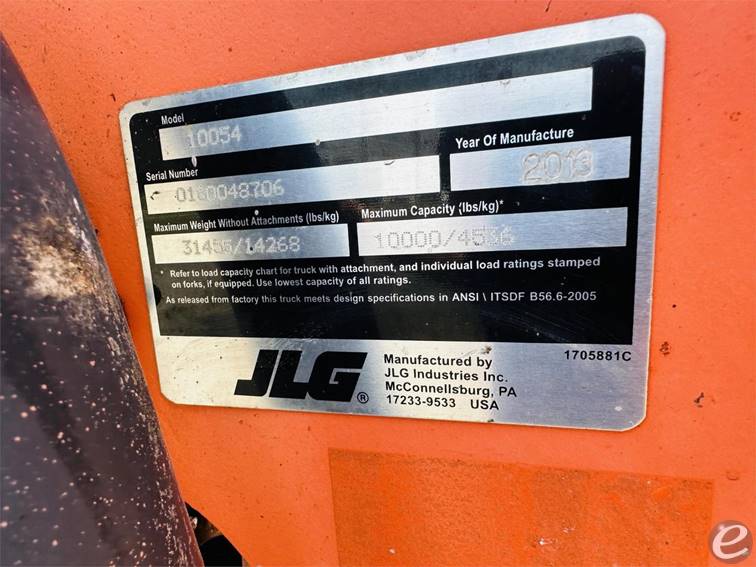 Model
10054
Serial Number
0160048706
Year Of Manufacture
2013
Maximum Weight Without Attachments (lbs/kg)
31455/14268
Maximum Capacity (lbs/kg)*
10000/4536
* Refer to load capacity chart for truck with attachment, and individual load ratings stamped
on forks, if equipped. Use lowest capacity of all ratings.
As released from factory this truck meets design specifications in ANSI \ ITSDF B56.6-2005
JLG ®
Manufactured by
JLG Industries Inc.
McConnellsburg, PA
17233-9533 USA
1705881C
e